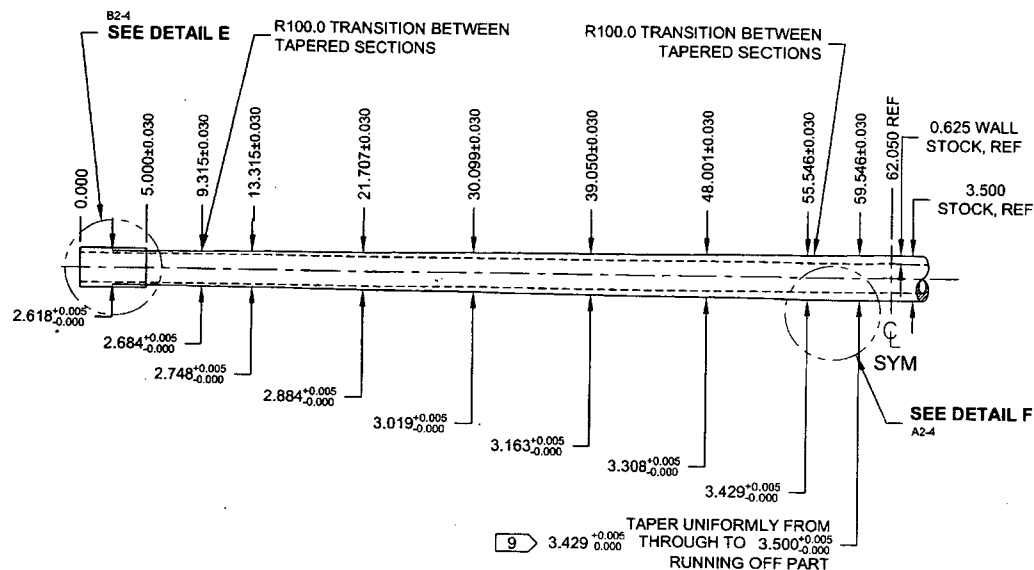 B2-4
SEE DETAIL E
R100.0 TRANSITION BETWEEN
TAPERED SECTIONS
R100.0 TRANSITION BETWEEN
TAPERED SECTIONS
0.000
5.000±0.030
9.315±0.030
13.315±0.030
21.707±0.030
30.099±0.030
39.050±0.030
48.001±0.030
55.546±0.030
59.546±0.030
62.050 REF
0.625 WALL
STOCK, REF
3.500
STOCK, REF
2.618+0.005
-0.000
2.684+0.005
-0.000
2.748+0.005
-0.000
2.884+0.005
-0.000
3.019+0.005
-0.000
3.163+0.005
-0.000
3.308+0.005
-0.000
3.429+0.005
-0.000
℄
SYM
SEE DETAIL F
A2-4
TAPER UNIFORMLY FROM
9 3.429 +0.005 0.000 THROUGH TO 3.500+0.005 -0.000
RUNNING OFF PART